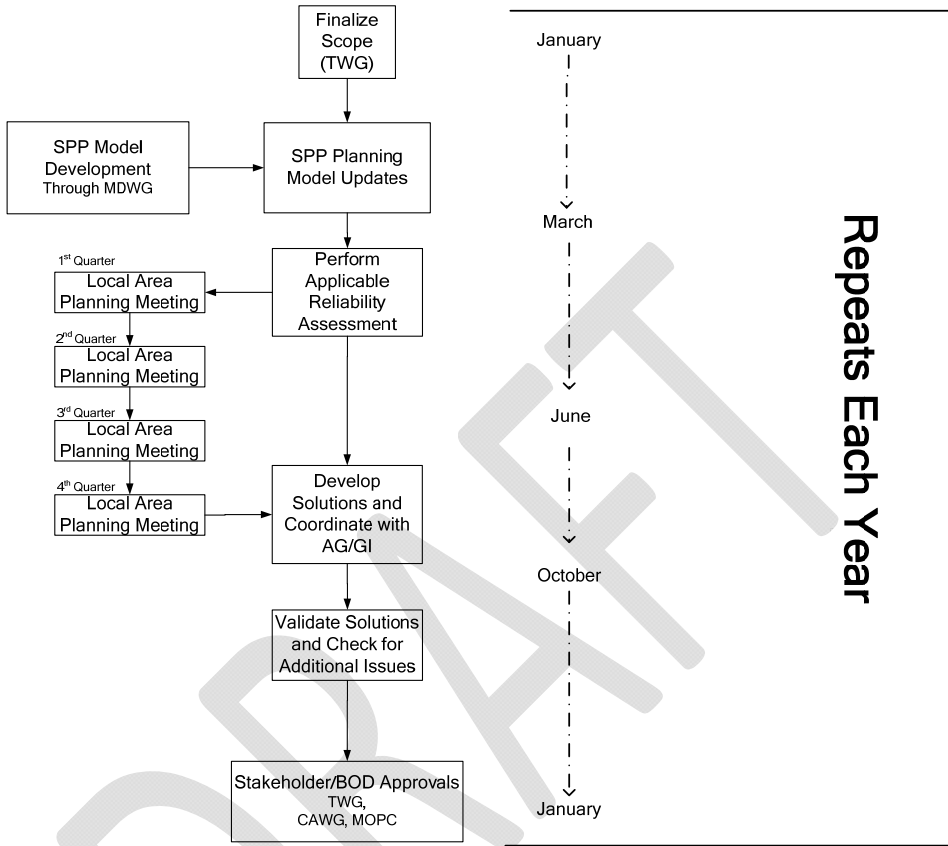 Finalize
Scope
(TWG)
SPP Model
Development
Through MDWG
SPP Planning
Model Updates
Perform
Applicable
Reliability
Assessment
1st Quarter
Local Area
Planning Meeting
2nd Quarter
Local Area
Planning Meeting
3rd Quarter
Local Area
Planning Meeting
4th Quarter
Local Area
Planning Meeting
Develop
Solutions and
Coordinate with
AG/GI
Validate Solutions
and Check for
Additional Issues
Stakeholder/BOD Approvals
TWG,
CAWG, MOPC
January
March
June
October
January
Repeats Each Year
DRAFT